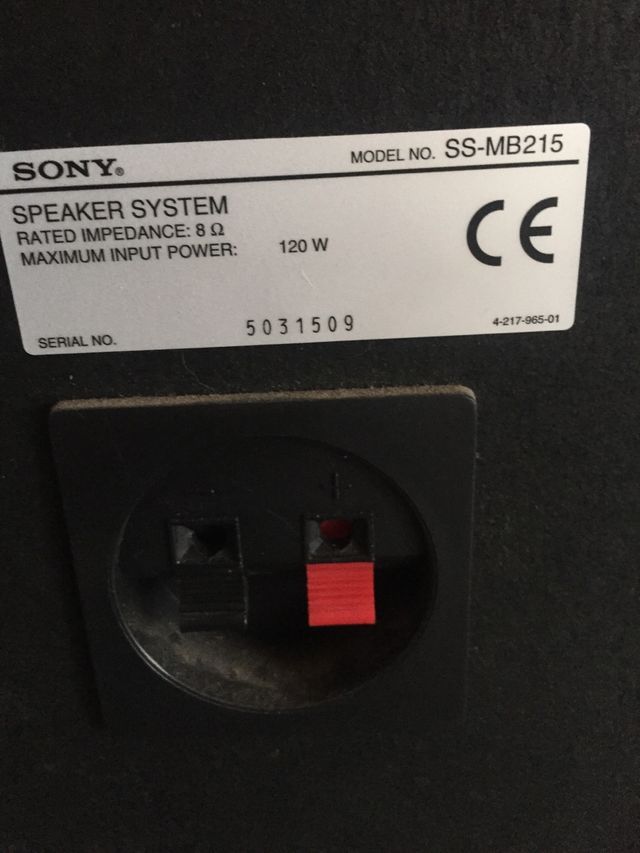 SONY®
MODEL NO. SS-MB215
SPEAKER SYSTEM
RATED IMPEDANCE: 8 Ω
MAXIMUM INPUT POWER: 120 W
CE
SERIAL NO. 5031509
4-217-965-01
- +